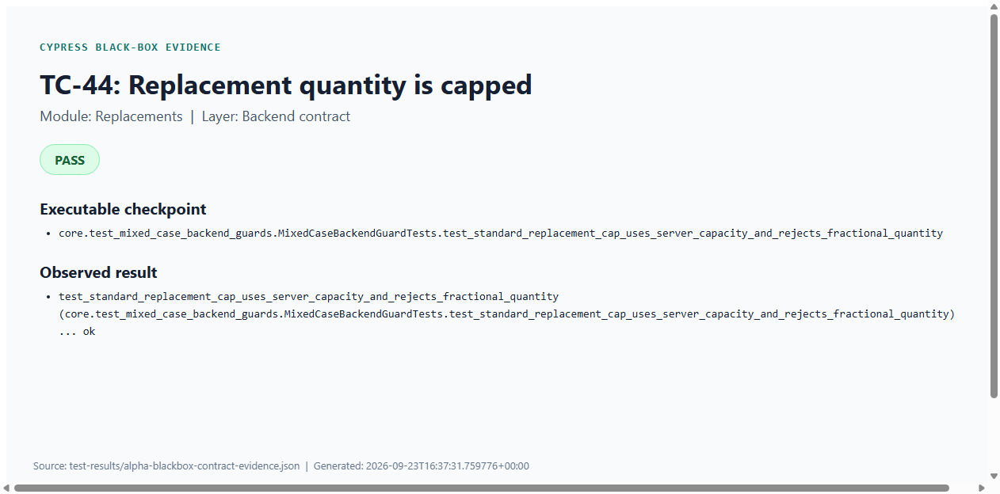 CYPRESS BLACK-BOX EVIDENCE
TC-44: Replacement quantity is capped
Module: Replacements | Layer: Backend contract
PASS
Executable checkpoint
• core.test_mixed_case_backend_guards.MixedCaseBackendGuardTests.test_standard_replacement_cap_uses_server_capacity_and_rejects_fractional_quantity
Observed result
• test_standard_replacement_cap_uses_server_capacity_and_rejects_fractional_quantity
(core.test_mixed_case_backend_guards.MixedCaseBackendGuardTests.test_standard_replacement_cap_uses_server_capacity_and_rejects_fractional_quantity)
... ok
Source: test-results/alpha-blackbox-contract-evidence.json | Generated: 2026-09-23T16:37:31.759776+00:00